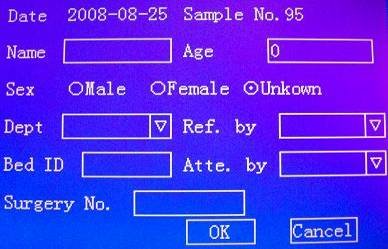 Date 2008-08-25 Sample No.95
Name Age 0
Sex Male Female Unkown
Dept Ref. by
Bed ID Atte. by
Surgery No.
OK Cancel